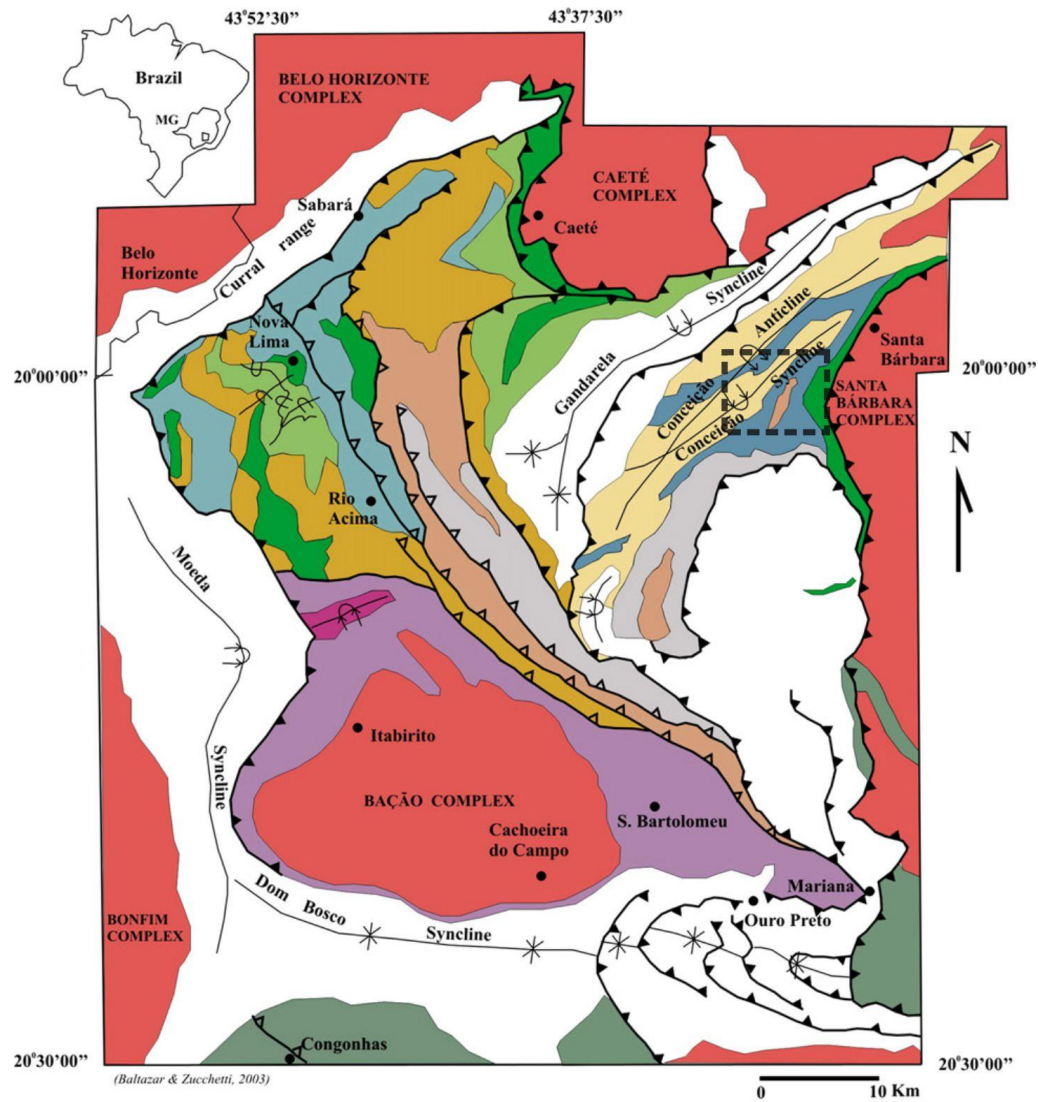 43°52'30”
43°37'30”
Brazil
MG
BELO HORIZONTE
COMPLEX
CAETÉ
COMPLEX
Sabará
Caeté
Curral range
Belo
Horizonte
Syncline
Anticline
Nova
Lima
Santa
Bárbara
Syncline
20°00'00”
20°00'00”
Gandarela
Conceição
SANTA
BÁRBARA
COMPLEX
Conceição
N
Rio
Acima
Moeda
Itabirito
Syncline
BAÇÃO COMPLEX
S. Bartolomeu
Cachoeira
do Campo
Mariana
Dom Bosco
Ouro Preto
BONFIM
COMPLEX
Syncline
Congonhas
20°30'00”
20°30'00”
(Baltazar & Zucchetti, 2003)
0
10 Km